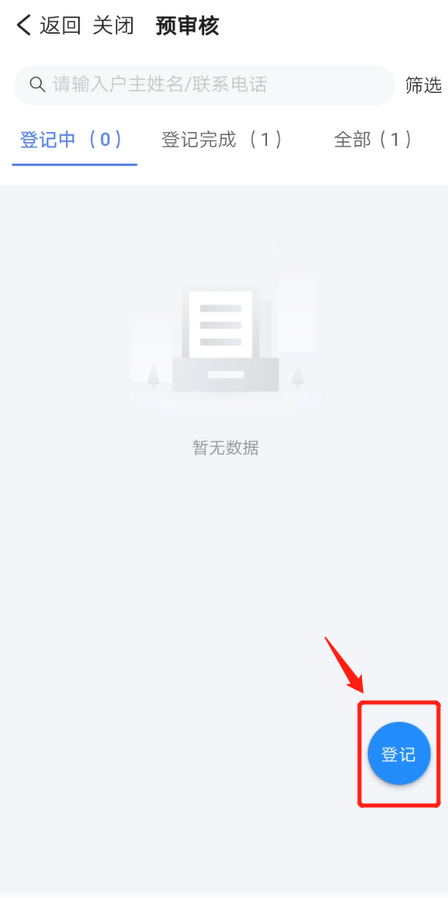 返回 关闭 预审核
请输入户主姓名/联系电话 筛选
登记中（0） 登记完成（1） 全部（1）
暂无数据
登记